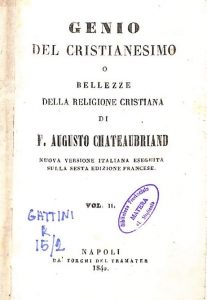 GENIO
DEL CRISTIANESIMO
O
BELLEZZE
DELLA RELIGIONE CRISTIANA
DI
F. AUGUSTO CHATEAUBRIAND
NUOVA VERSIONE ITALIANA ESEGUITA
SULLA SESTA EDIZIONE FRANCESE.
VOL. II.
GATTINI
R
15/2
MATERA
NAPOLI
DA' TORCHI DEL TRAMATER